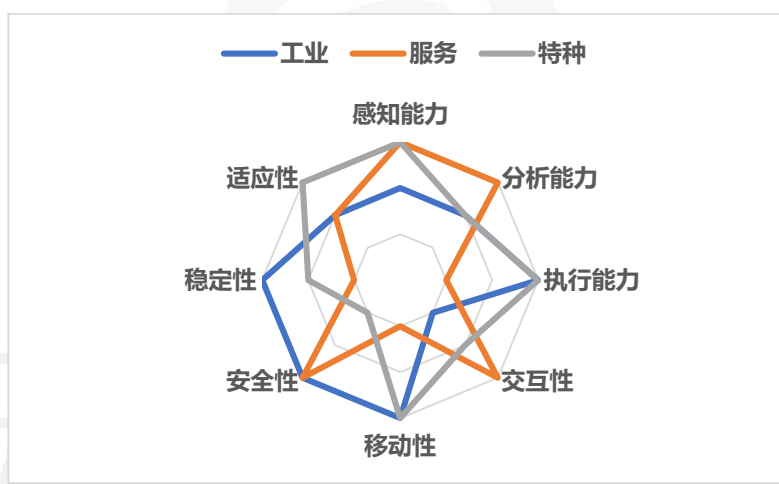 工业 服务 特种
感知能力
适应性 分析能力
稳定性 执行能力
安全性 交互性
移动性